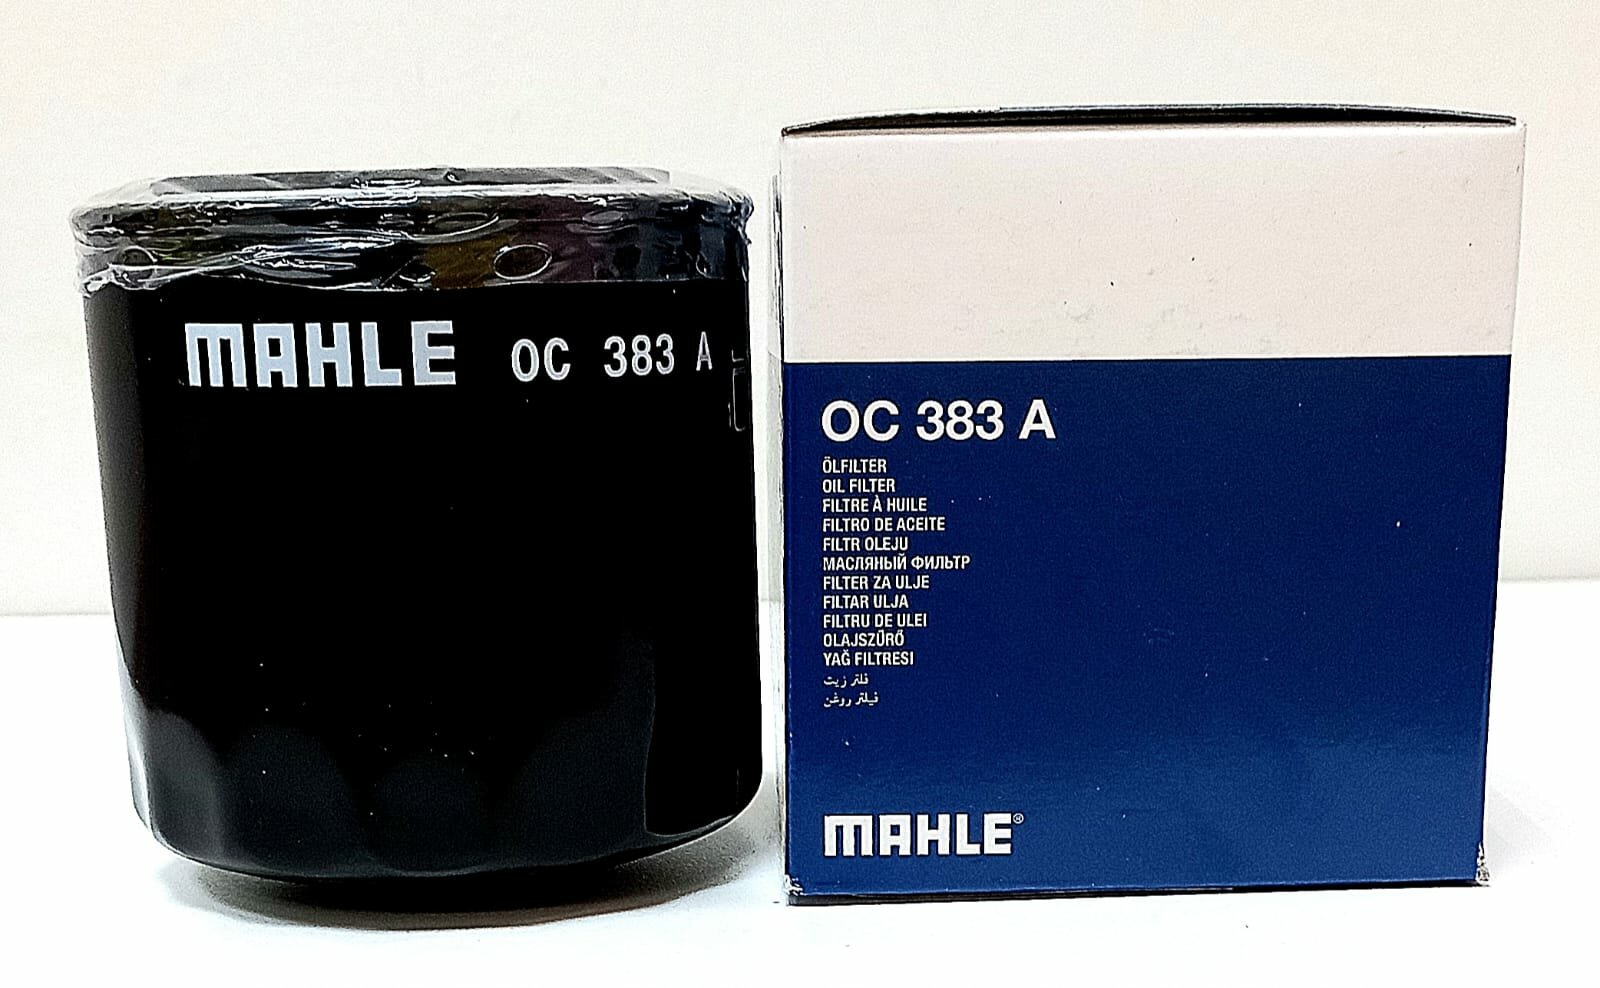 MAHLE OC 383 A
OC 383 A
ÖLFILTER
OIL FILTER
FILTRE À HUILE
FILTRO DE ACEITE
FILTR OLEJU
МАСЛЯНЫЙ ФИЛЬТР
FILTER ZA ULJE
FILTAR ULJA
FILTRU DE ULEI
OLAJSZŰRŐ
YAĞ FILTRESI
فلتر زيت
فیلتر روغن
MAHLE®